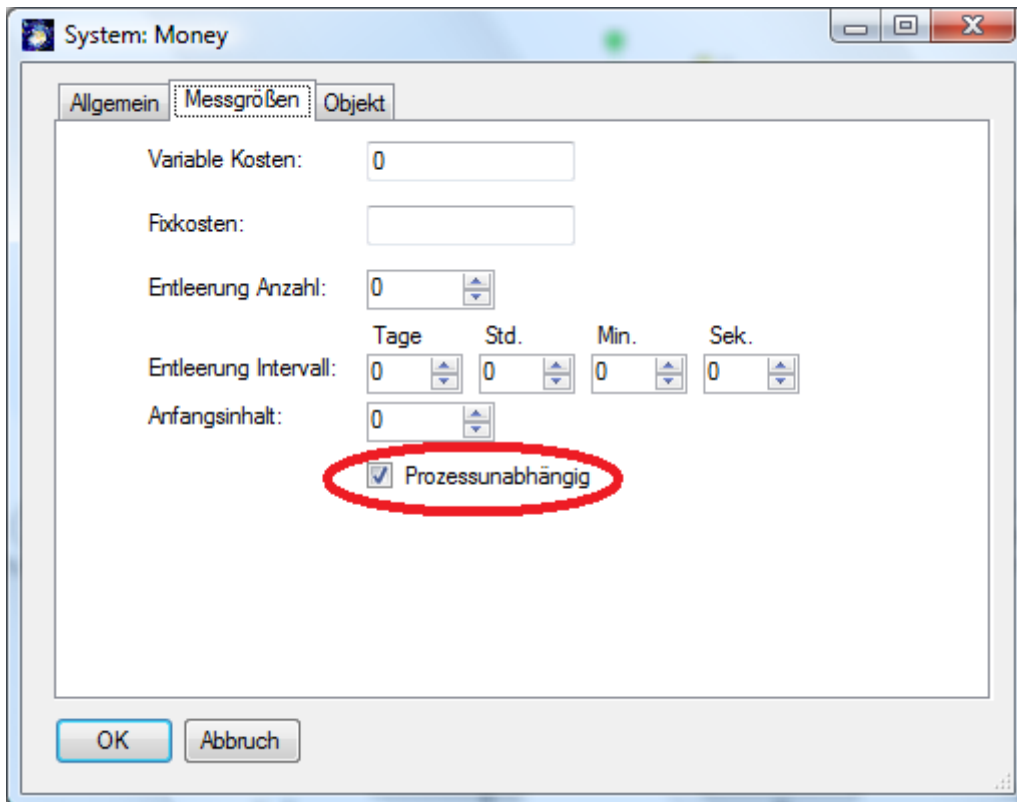 System: Money
Allgemein Messgrößen Objekt
Variable Kosten: 0
Fixkosten:
Entleerung Anzahl: 0
Tage Std. Min. Sek.
Entleerung Intervall: 0 0 0 0
Anfangsinhalt: 0
Prozessunabhängig
OK Abbruch